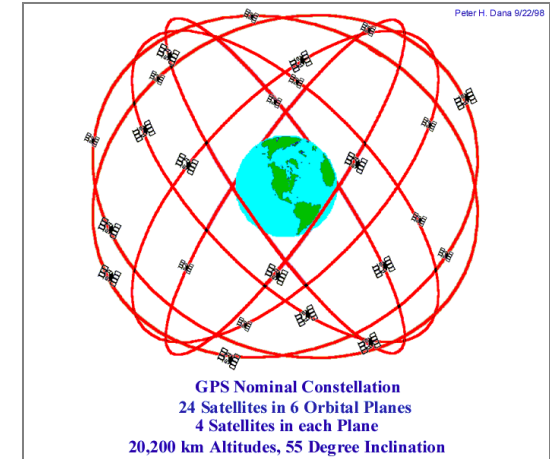 Peter H. Dana 9/22/98
GPS Nominal Constellation
24 Satellites in 6 Orbital Planes
4 Satellites in each Plane
20,200 km Altitudes, 55 Degree Inclination